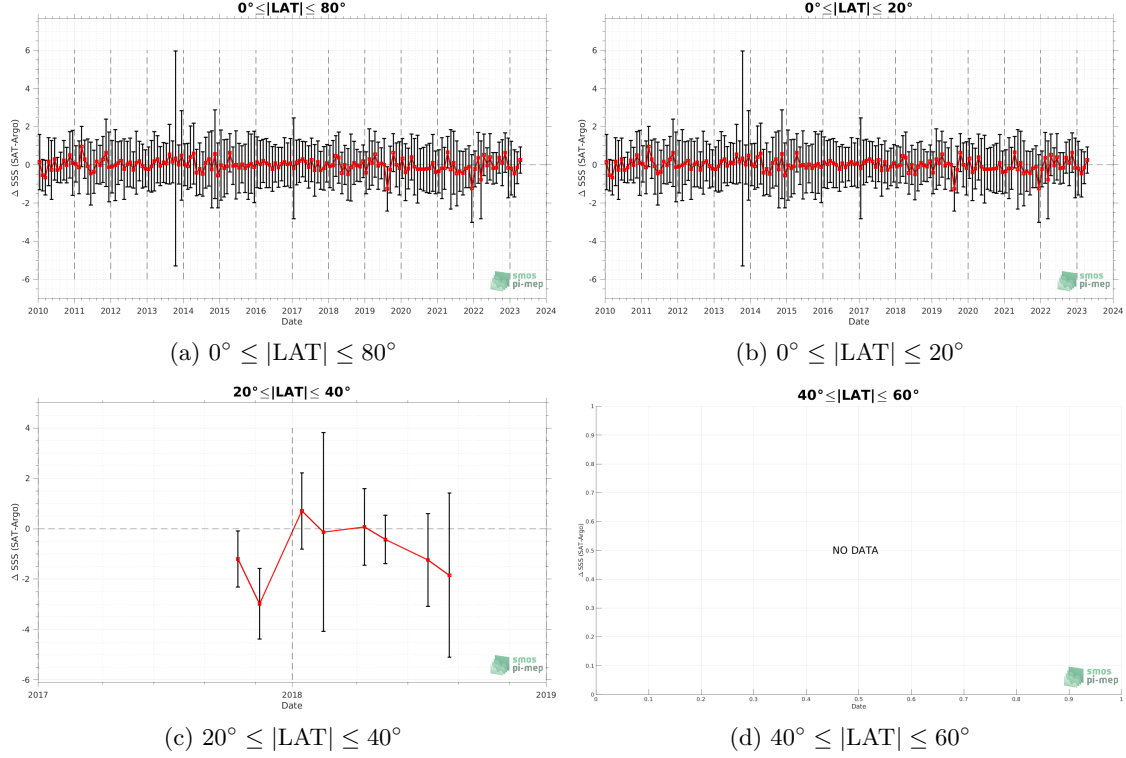 0°≤|LAT|≤ 80°
6
4
2
0
-2
-4
-6
Δ SSS (SAT-Argo)
2010 2011 2012 2013 2014 2015 2016 2017 2018 2019 2020 2021 2022 2023 2024
Date
smos
pi-mep
(a) 0° ≤ |LAT| ≤ 80°
0°≤|LAT|≤ 20°
6
4
2
0
-2
-4
-6
Δ SSS (SAT-Argo)
2010 2011 2012 2013 2014 2015 2016 2017 2018 2019 2020 2021 2022 2023 2024
Date
smos
pi-mep
(b) 0° ≤ |LAT| ≤ 20°
20°≤|LAT|≤ 40°
4
2
0
-2
-4
-6
Δ SSS (SAT-Argo)
2017 2018 2019
Date
smos
pi-mep
(c) 20° ≤ |LAT| ≤ 40°
40°≤|LAT|≤ 60°
1
0.9
0.8
0.7
0.6
0.5
0.4
0.3
0.2
0.1
0
Δ SSS (SAT-Argo)
NO DATA
0 0.1 0.2 0.3 0.4 0.5 0.6 0.7 0.8 0.9 1
Date
smos
pi-mep
(d) 40° ≤ |LAT| ≤ 60°